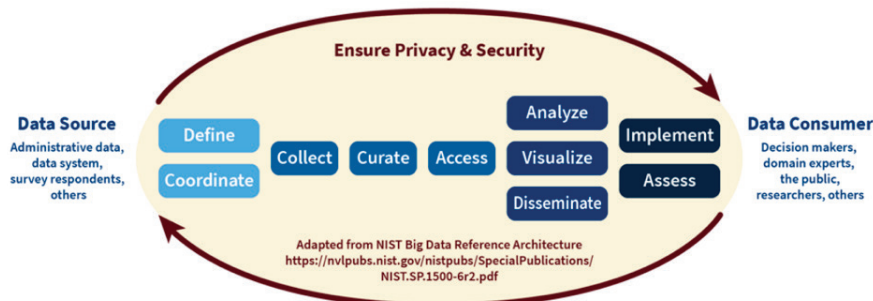 Ensure Privacy & Security
Data Source
Administrative data,
data system,
survey respondents,
others
Define
Coordinate
Collect
Curate
Access
Analyze
Visualize
Disseminate
Implement
Assess
Data Consumer
Decision makers,
domain experts,
the public,
researchers, others
Adapted from NIST Big Data Reference Architecture
https://nvlpubs.nist.gov/nistpubs/SpecialPublications/
NIST.SP.1500-6r2.pdf